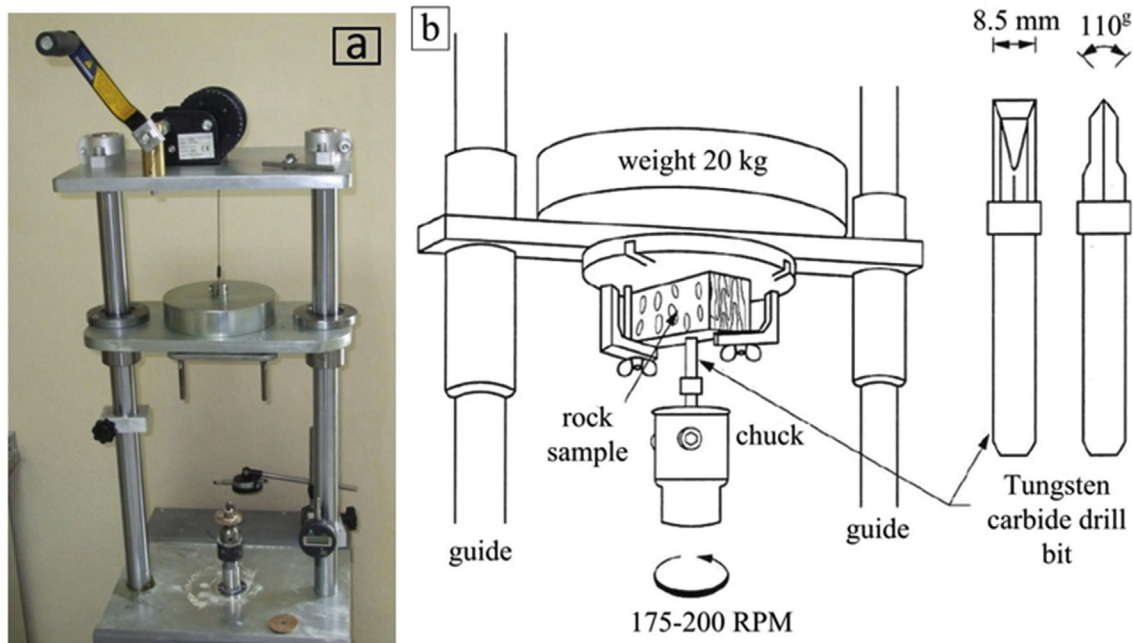 a
b
8.5 mm
110g
weight 20 kg
rock
sample
chuck
Tungsten
carbide drill
bit
guide
guide
175-200 RPM